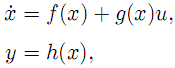 ẋ = f(x) + g(x)u,
y = h(x),